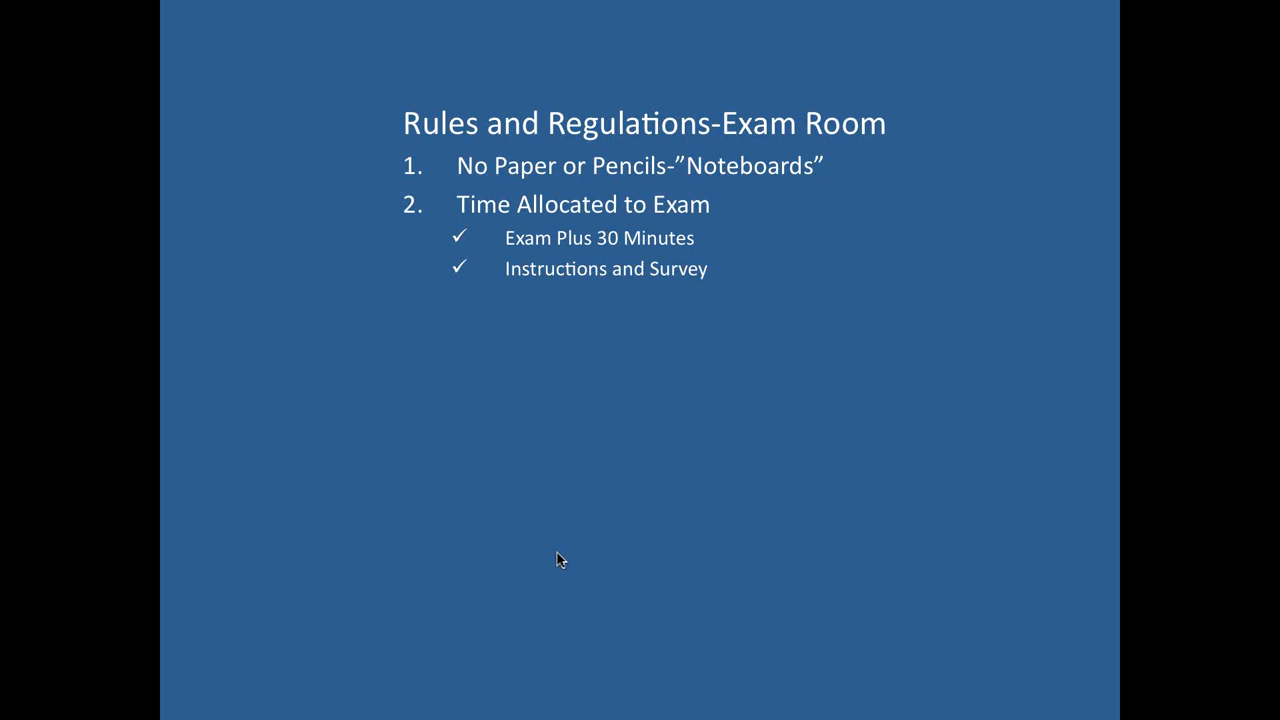 Rules and Regulations-Exam Room
1. No Paper or Pencils-”Noteboards”
2. Time Allocated to Exam
✓ Exam Plus 30 Minutes
✓ Instructions and Survey